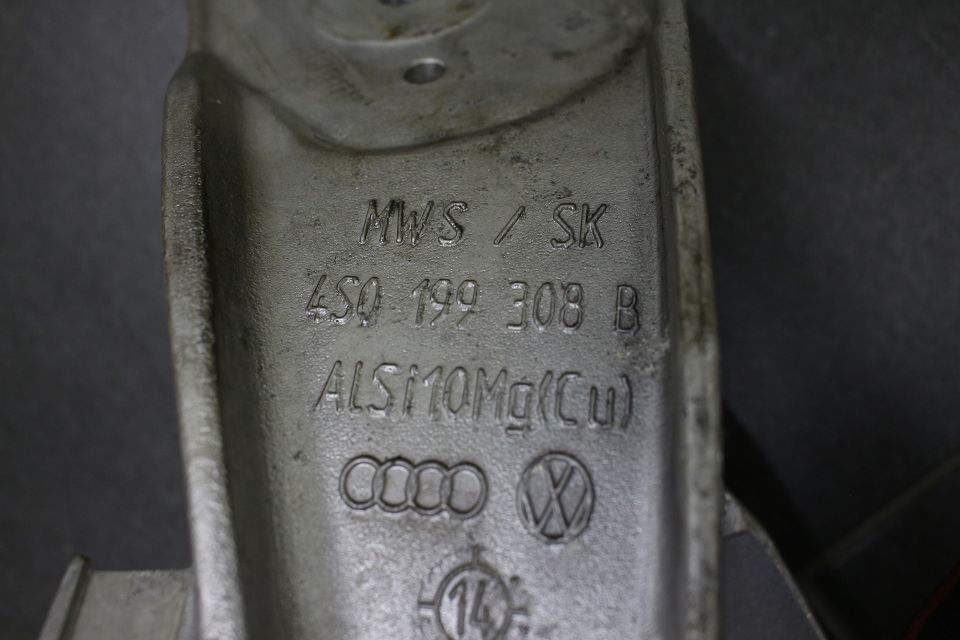 MWS / SK
4S0 199 308 B
ALSi10Mg(Cu)
14